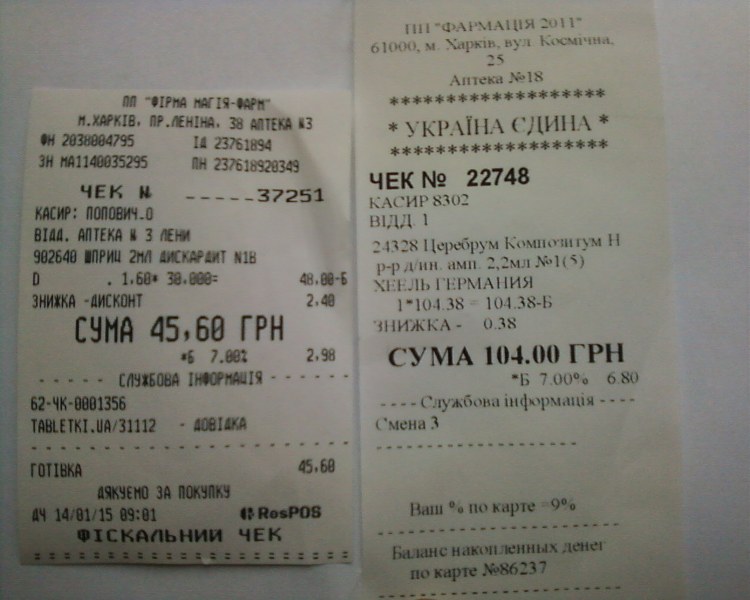 ПП "ФІРМА МАГІЯ-ФАРМ"
М.ХАРКІВ, ПР.ЛЕНІНА, 38 АПТЕКА №3
ФН 2038004795 ІД 23761894
ЗН МА1140035295 ПН 237618920349
ЧЕК № _____37251
КАСИР: ПОПОВИЧ.О
ВІДД. АПТЕКА № 3 ЛЕНИ
902640 ШПРИЦ 2МЛ ДИСКАРДИТ N1В
D . 1.60* 30.000= 48.00-Б
ЗНИЖКА -ДИСКОНТ 2.40
СУМА 45,60 ГРН
*Б 7.00% 2.98
- - - - - СЛУЖБОВА ІНФОРМАЦІЯ - - - - -
62-ЧК-0001356
TABLETKI.UA/31112 - ДОВІДКА
ГОТІВКА 45.60
ДЯКУЄМО ЗА ПОКУПКУ
ДЧ 14/01/15 09:01 RosPOS
ФІСКАЛЬНИЙ ЧЕК
ПП "ФАРМАЦІЯ 2011"
61000, м. Харків, вул. Космічна,
25
Аптека №18
*******************
* УКРАЇНА ЄДИНА *
*******************
ЧЕК № 22748
КАСИР 8302
ВІДД. 1
24328 Церебрум Композитум Н
р-р д/ин. амп. 2,2мл №1(5)
ХЕЕЛЬ ГЕРМАНИЯ
1*104.38 = 104.38-Б
ЗНИЖКА - 0.38
СУМА 104.00 ГРН
*Б 7.00% 6.80
- - - - Службова інформація - - - -
Смена 3
Ваш % по карте =9%
Баланс накопленных денег
по карте №86237